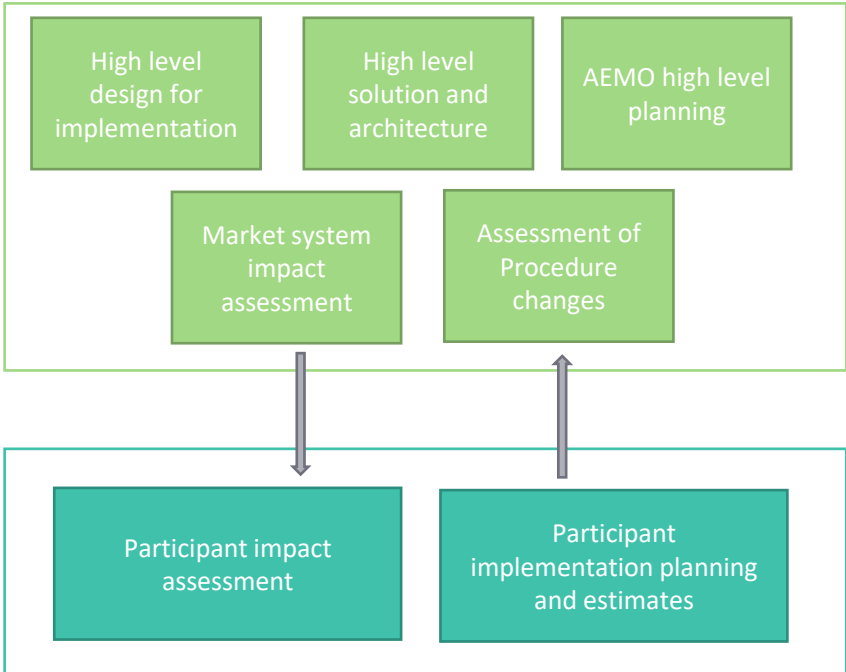 High level
design for
implementation
High level
solution and
architecture
AEMO high level
planning
Market system
impact
assessment
Assessment of
Procedure
changes
Participant impact
assessment
Participant
implementation planning
and estimates